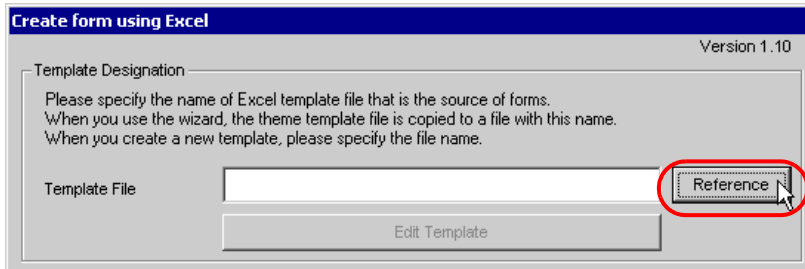 Create form using Excel
Version 1.10
Template Designation
Please specify the name of Excel template file that is the source of forms.
When you use the wizard, the theme template file is copied to a file with this name.
When you create a new template, please specify the file name.
Template File
Reference
Edit Template